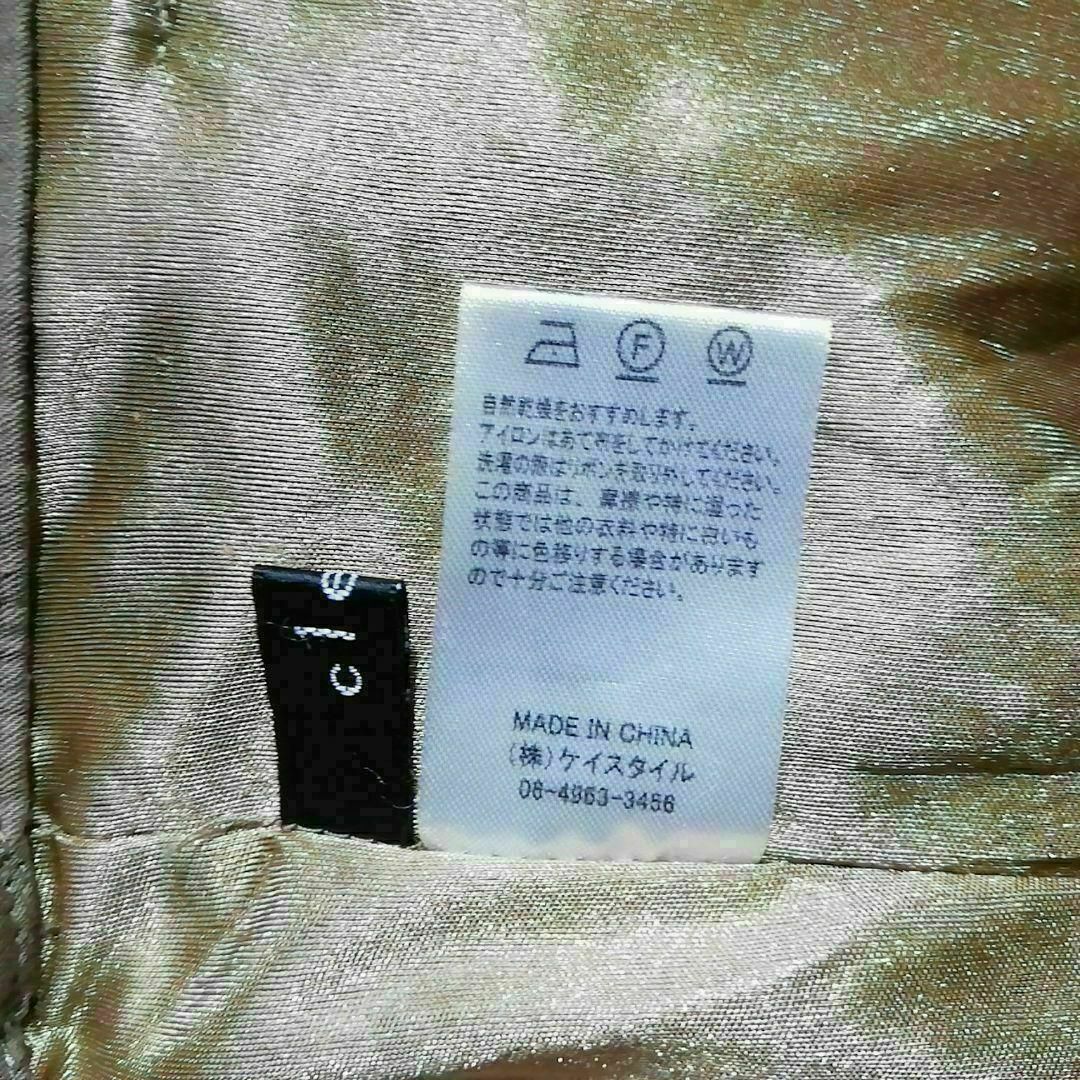 F W
自然乾燥をおすすめします。
アイロンはあて布をしてかけてください。
洗濯の際はリボンを取り外してください。
この商品は、摩擦や特に湿った
状態では他の衣料や特に白いも
の等に色移りする場合があります
ので十分ご注意ください。
MADE IN CHINA
(株)ケイスタイル
06-4963-3456
cle